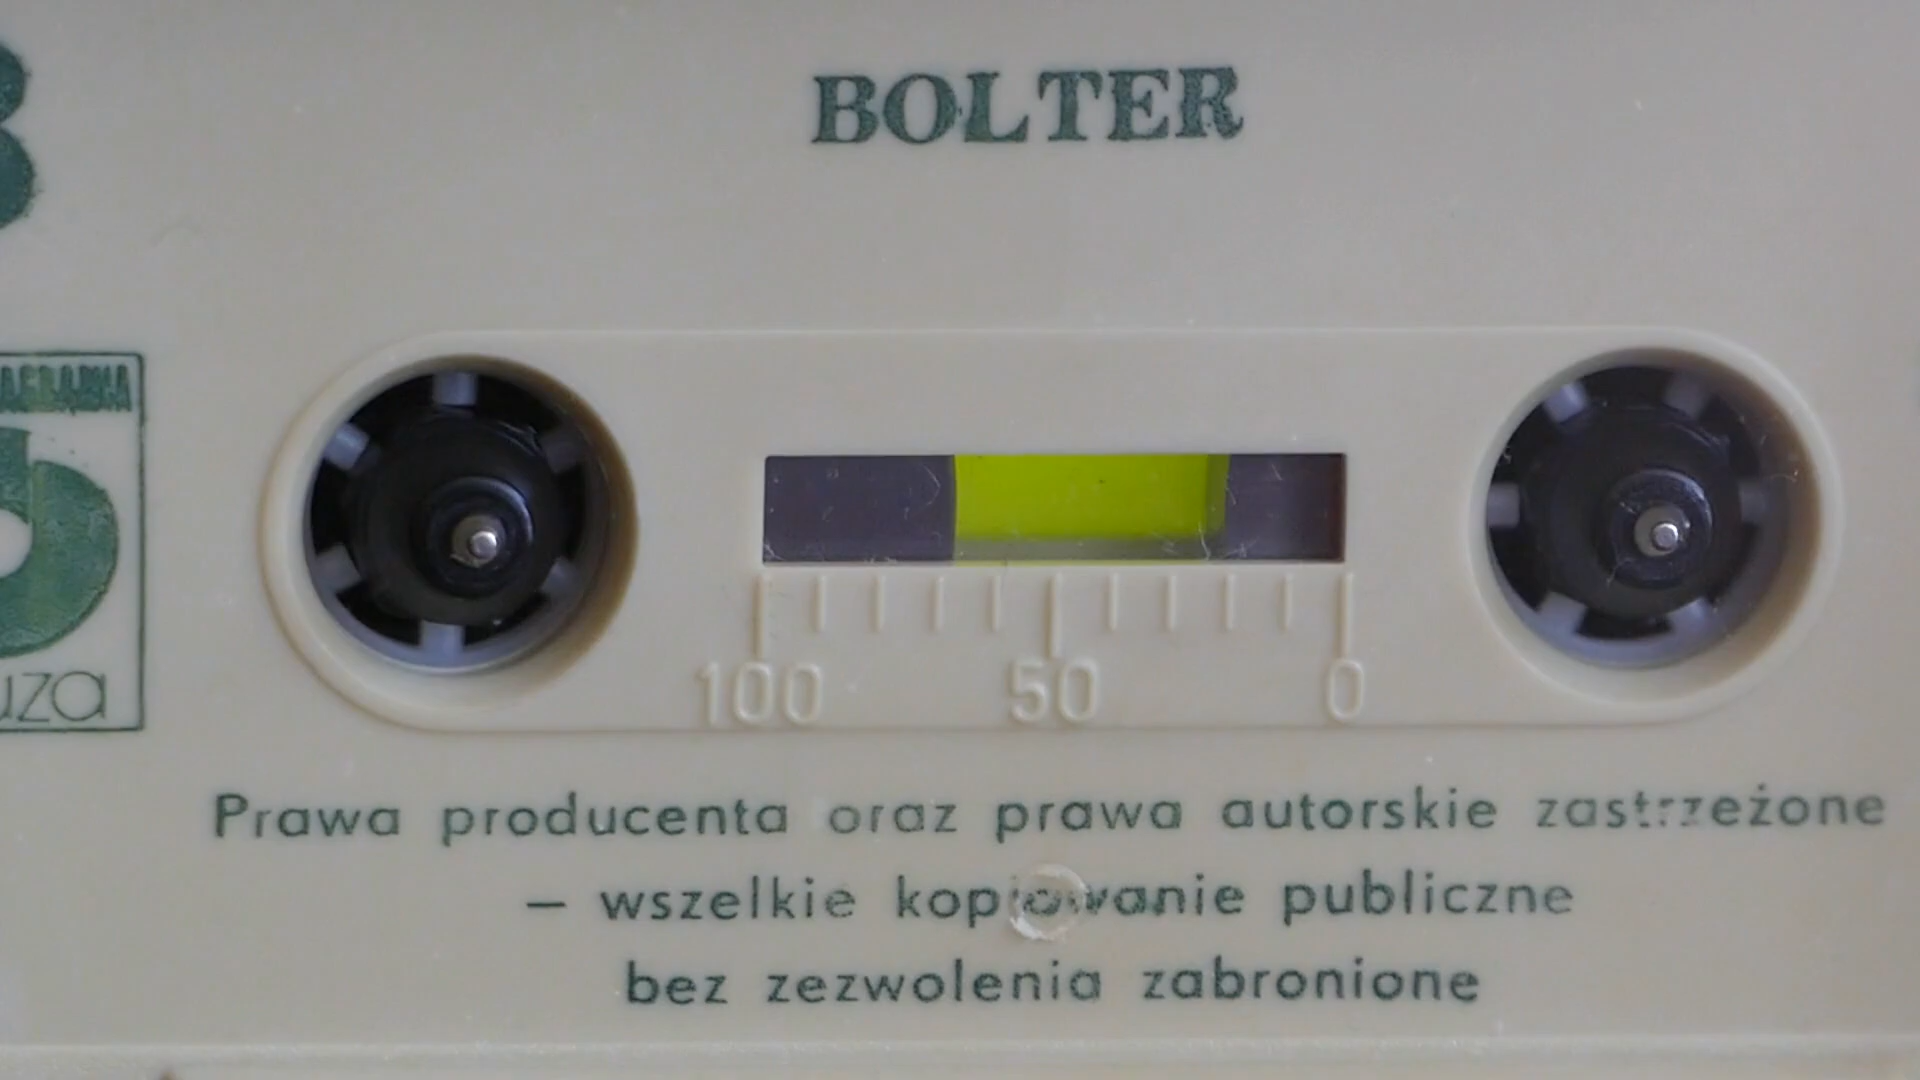 BOLTER
100 50 0
Prawa producenta oraz prawa autorskie zastrzeżone
– wszelkie kopiowanie publiczne
bez zezwolenia zabronione